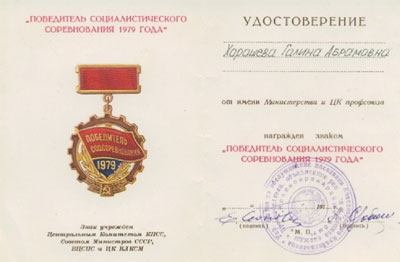 „ПОБЕДИТЕЛЬ СОЦИАЛИСТИЧЕСКОГО
СОРЕВНОВАНИЯ 1979 ГОДА“
ПОБЕДИТЕЛЬ
СОЦСОРЕВНОВАНИЯ
1979
Знак учрежден
Центральным Комитетом КПСС,
Советом Министров СССР,
ВЦСПС и ЦК ВЛКСМ
УДОСТОВЕРЕНИЕ
Хорошева Галина Абрамовна
от имени Министерства и ЦК профсоюза
награжден знаком
„ПОБЕДИТЕЛЬ СОЦИАЛИСТИЧЕСКОГО
СОРЕВНОВАНИЯ 1979 ГОДА“
(подпись) М. П. (подпись)